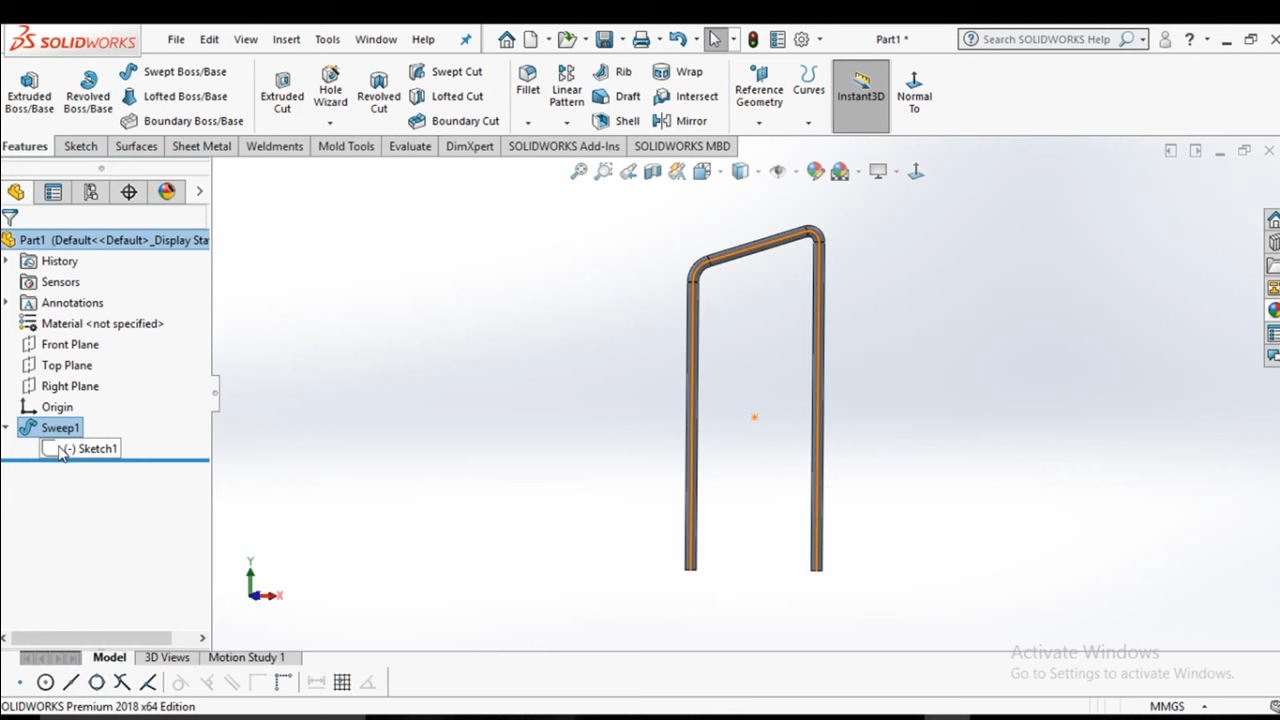 DS SOLIDWORKS
File Edit View Insert Tools Window Help
Part1 *
Search SOLIDWORKS Help
?
Extruded Boss/Base
Revolved Boss/Base
Swept Boss/Base
Lofted Boss/Base
Boundary Boss/Base
Extruded Cut
Hole Wizard
Revolved Cut
Swept Cut
Lofted Cut
Boundary Cut
Fillet
Linear Pattern
Rib
Draft
Shell
Wrap
Intersect
Mirror
Reference Geometry
Curves
Instant3D
Normal To
Features Sketch Surfaces Sheet Metal Weldments Mold Tools Evaluate DimXpert SOLIDWORKS Add-Ins SOLIDWORKS MBD
Part1 (Default<<Default>_Display Sta
History
Sensors
A Annotations
Material <not specified>
Front Plane
Top Plane
Right Plane
Origin
Sweep1
(-) Sketch1
Y
X
Activate Windows
Go to Settings to activate Windows.
Model 3D Views Motion Study 1
OLIDWORKS Premium 2018 x64 Edition
MMGS